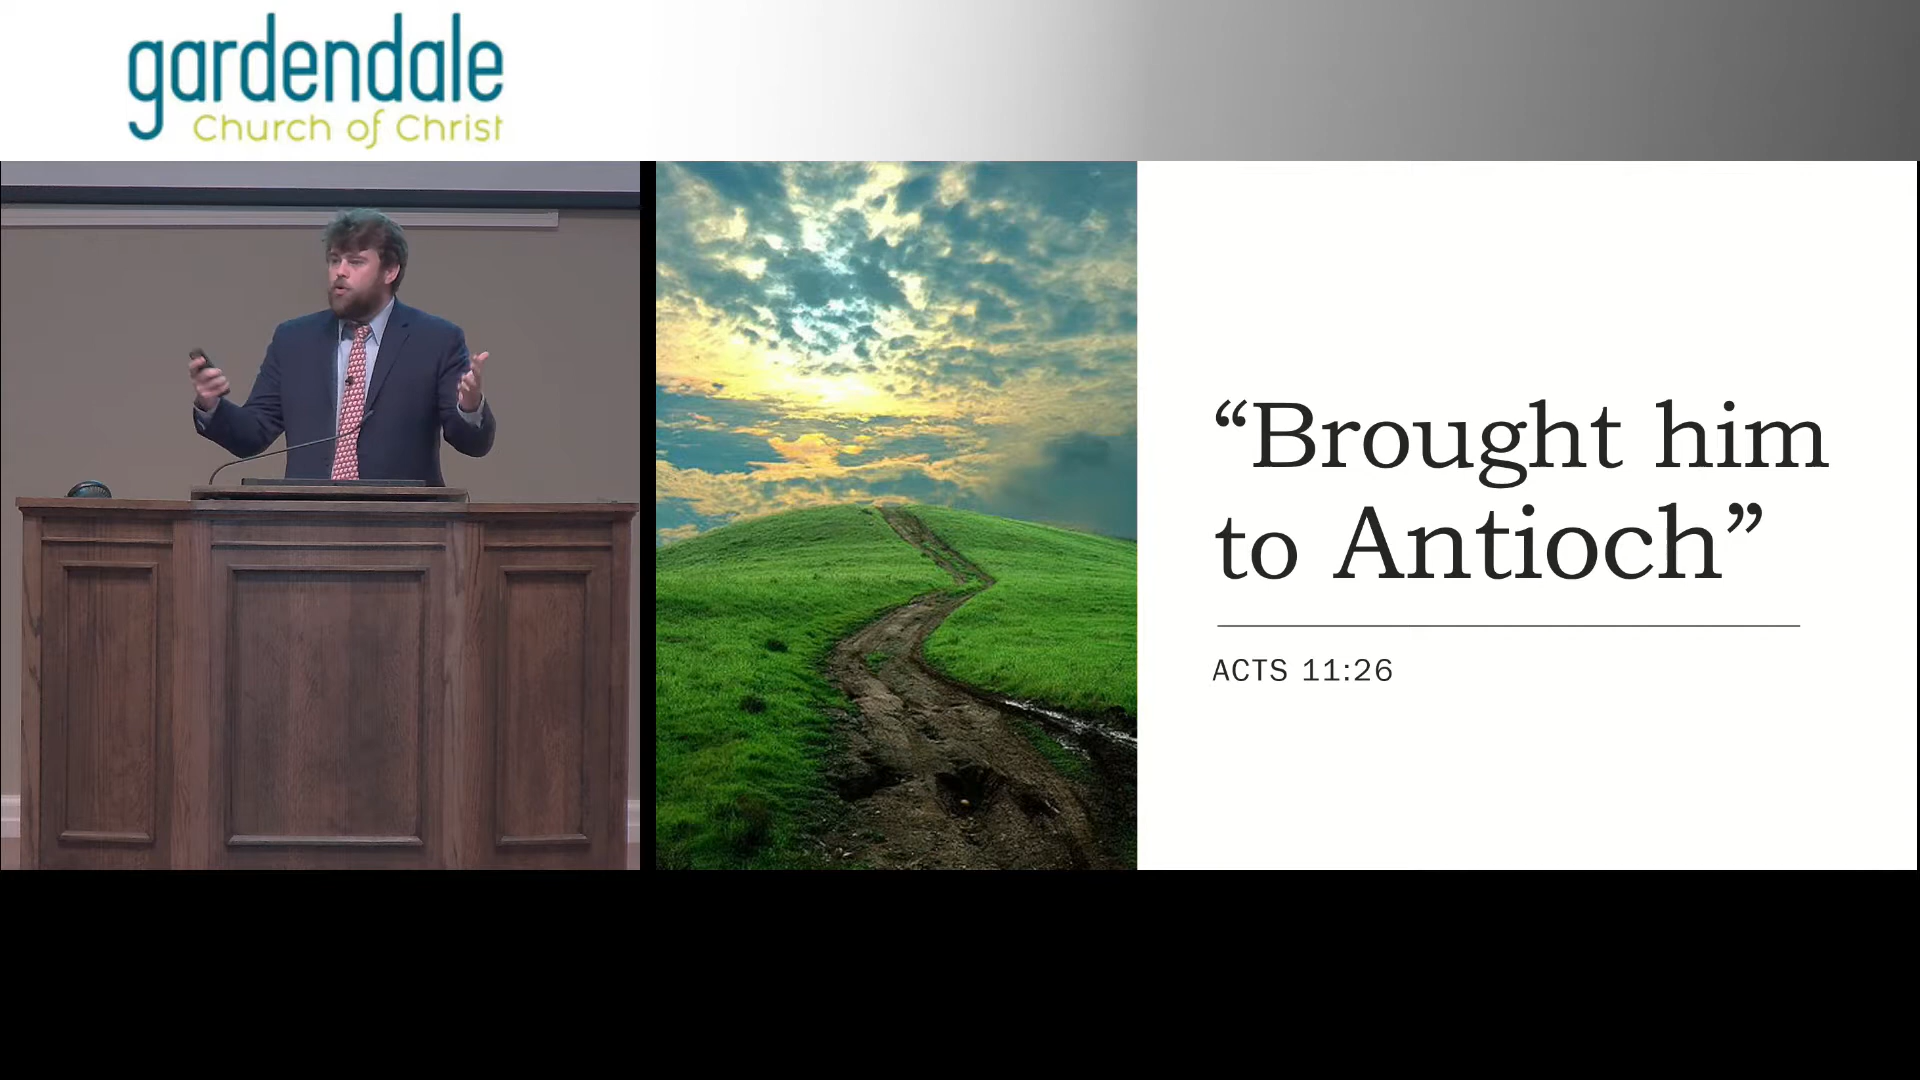 gardendale
Church of Christ
“Brought him
to Antioch”
ACTS 11:26